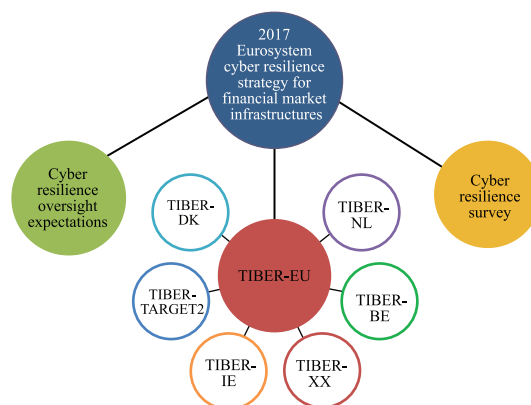 2017
Eurosystem
cyber resilience
strategy for
financial market
infrastructures
Cyber
resilience
oversight
expectations
Cyber
resilience
survey
TIBER-
DK
TIBER-
NL
TIBER-EU
TIBER-
TARGET2
TIBER-
BE
TIBER-
IE
TIBER-
XX